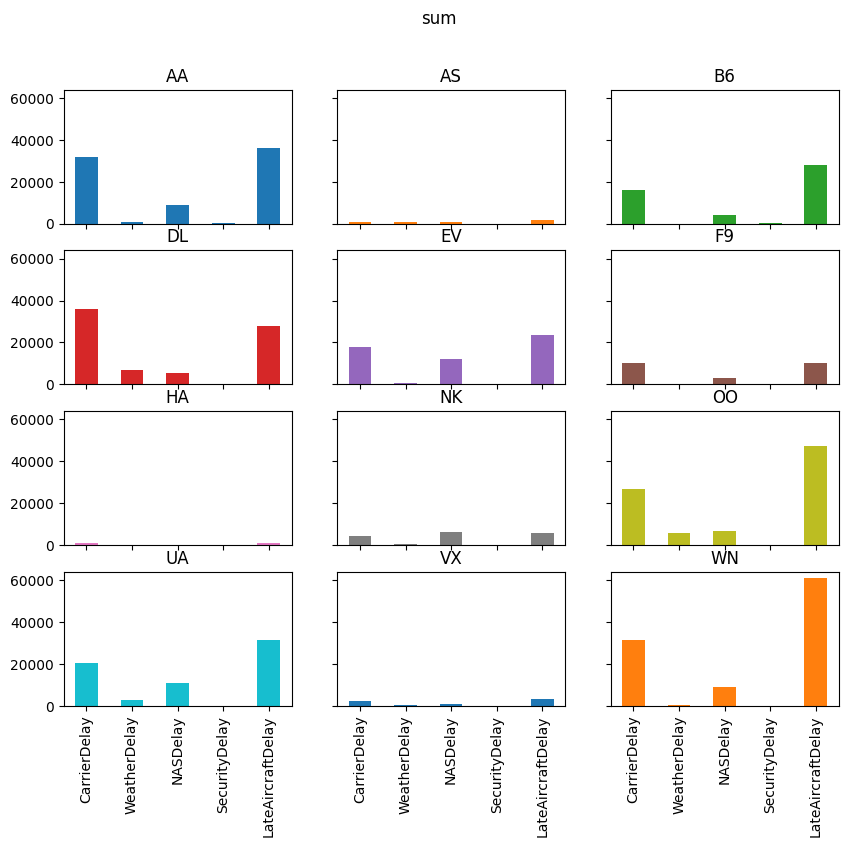 sum
AA
AS
B6
60000
40000
20000
0
DL
EV
F9
60000
40000
20000
0
HA
NK
OO
60000
40000
20000
0
UA
VX
WN
60000
40000
20000
0
CarrierDelay
WeatherDelay
NASDelay
SecurityDelay
LateAircraftDelay
CarrierDelay
WeatherDelay
NASDelay
SecurityDelay
LateAircraftDelay
CarrierDelay
WeatherDelay
NASDelay
SecurityDelay
LateAircraftDelay